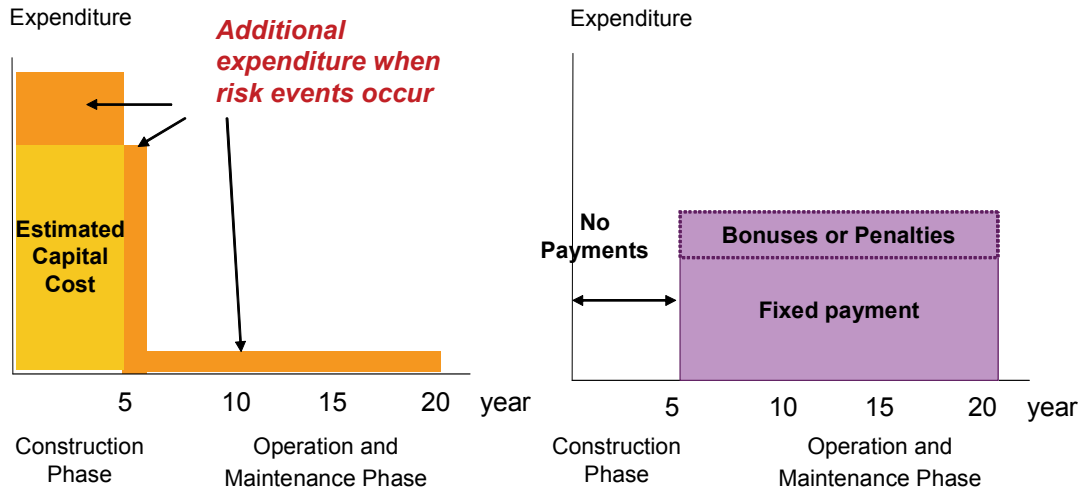 Expenditure
Additional
expenditure when
risk events occur
Estimated
Capital
Cost
5
10
15
20
year
Construction
Phase
Operation and
Maintenance Phase
Expenditure
No
Payments
Bonuses or Penalties
Fixed payment
5
10
15
20
year
Construction
Phase
Operation and
Maintenance Phase